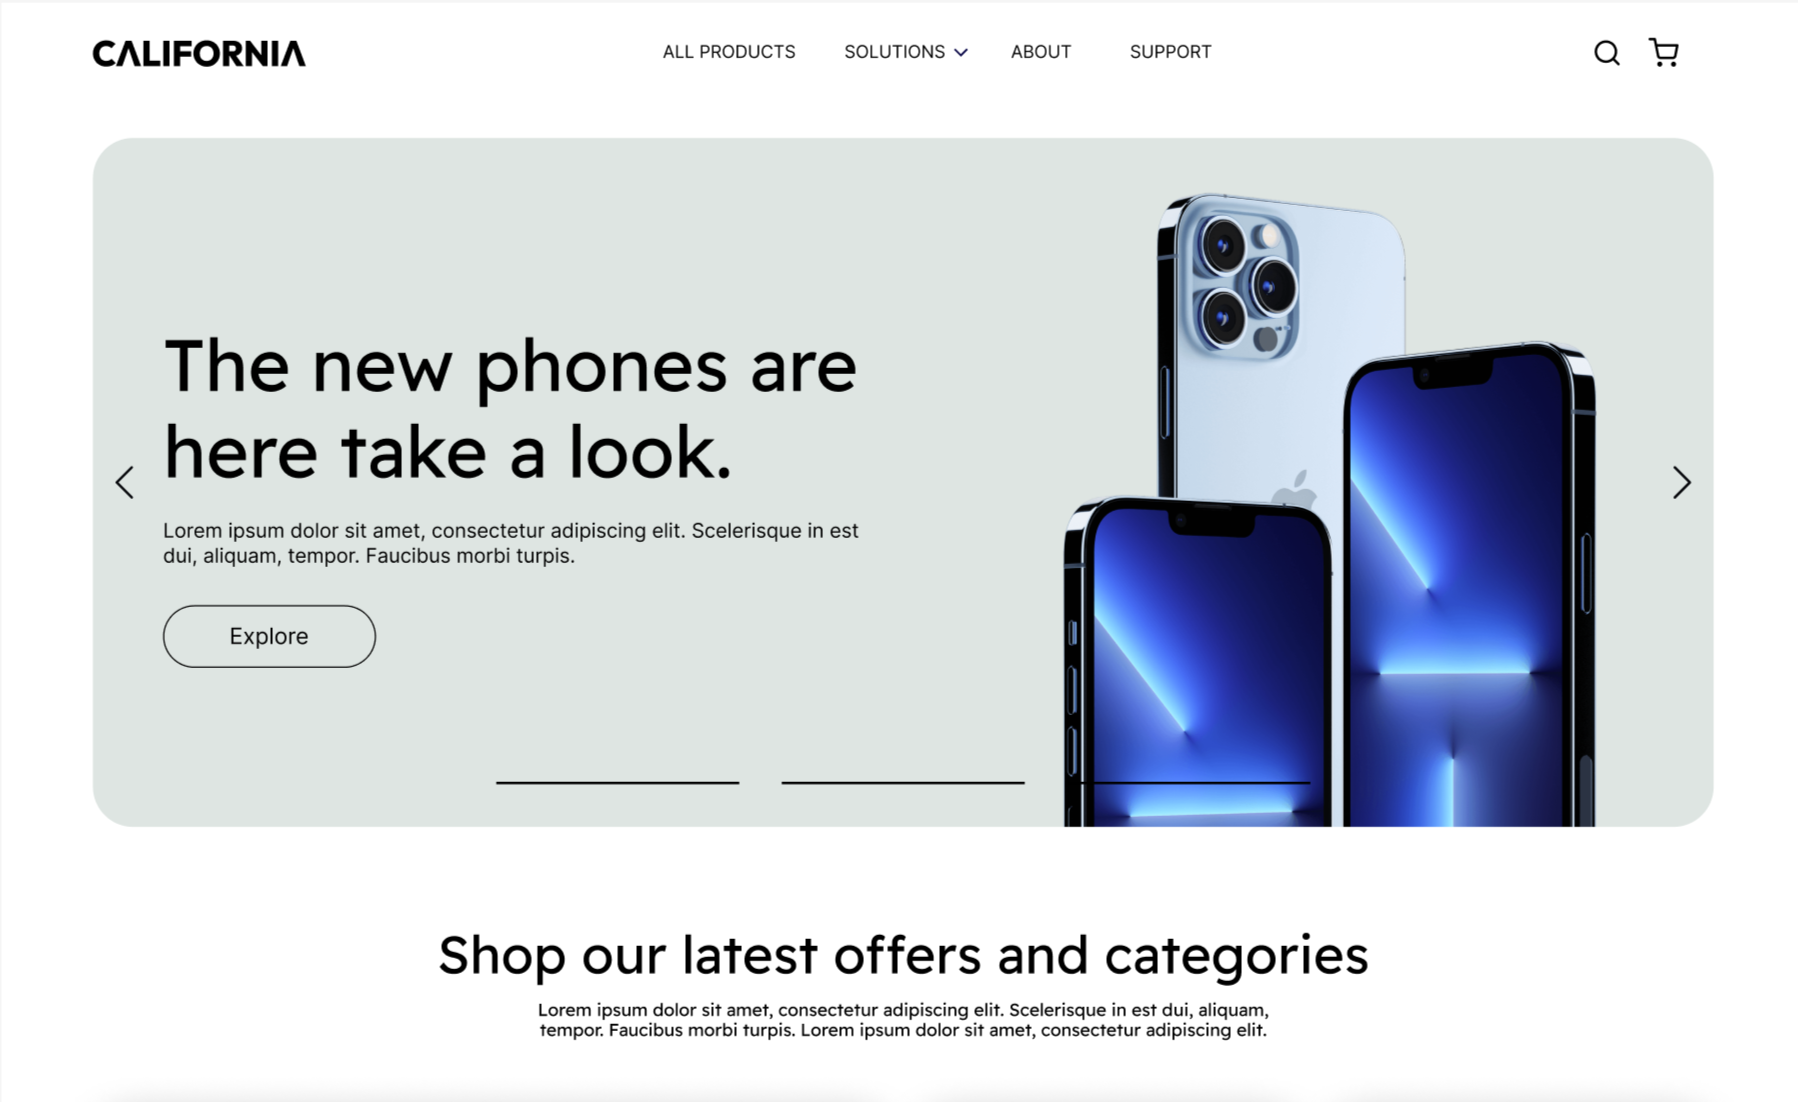 CALIFORNIA
ALL PRODUCTS
SOLUTIONS
ABOUT
SUPPORT
The new phones are
here take a look.
Lorem ipsum dolor sit amet, consectetur adipiscing elit. Scelerisque in est
dui, aliquam, tempor. Faucibus morbi turpis.
Explore
Shop our latest offers and categories
Lorem ipsum dolor sit amet, consectetur adipiscing elit. Scelerisque in est dui, aliquam,
tempor. Faucibus morbi turpis. Lorem ipsum dolor sit amet, consectetur adipiscing elit.